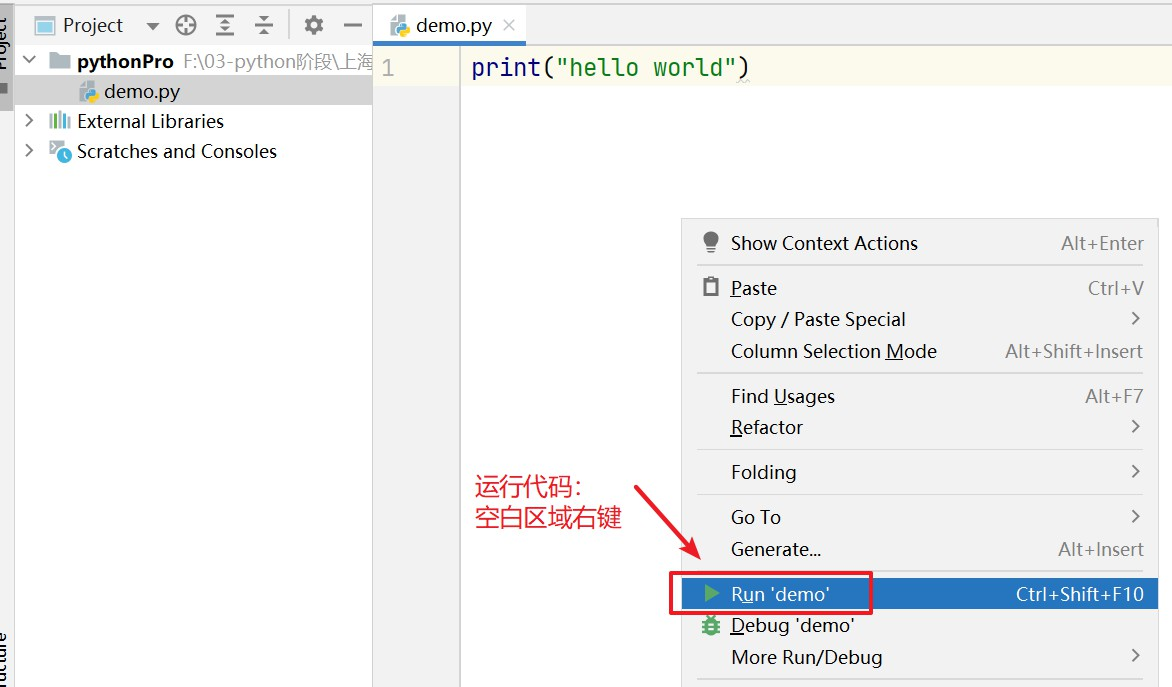 Project
demo.py
pythonPro F:\03-python阶段\上海
demo.py
External Libraries
Scratches and Consoles
1 print("hello world")
Show Context Actions Alt+Enter
Paste Ctrl+V
Copy / Paste Special
Column Selection Mode Alt+Shift+Insert
Find Usages Alt+F7
Refactor
Folding
Go To
Generate... Alt+Insert
运行代码：
空白区域右键
Run 'demo' Ctrl+Shift+F10
Debug 'demo'
More Run/Debug